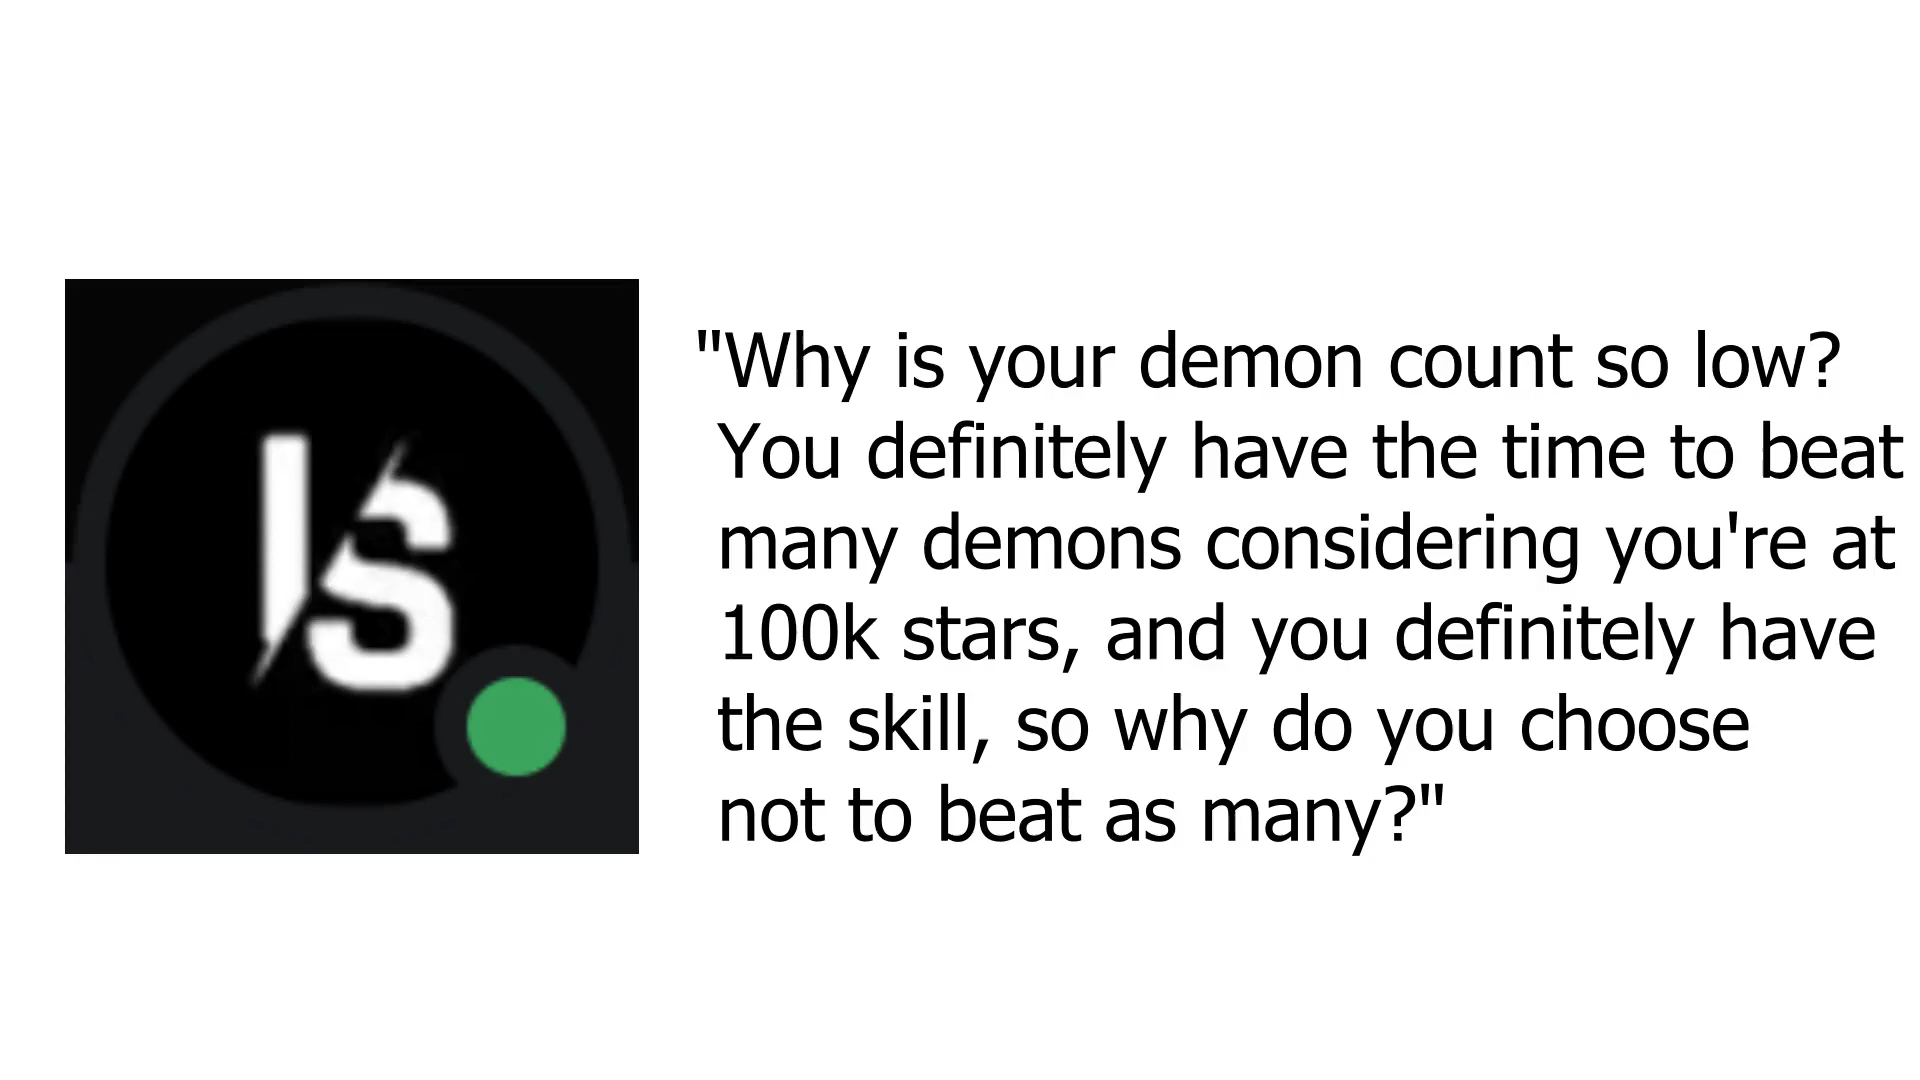 IS
"Why is your demon count so low?
You definitely have the time to beat
many demons considering you're at
100k stars, and you definitely have
the skill, so why do you choose
not to beat as many?"